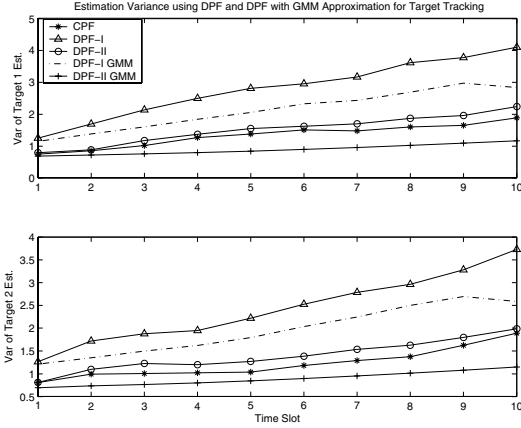 Estimation Variance using DPF and DPF with GMM Approximation for Target Tracking
5
4
3
2
1
0
Var of Target 1 Est.
CPF
DPF-I
DPF-II
DPF-I GMM
DPF-II GMM
1 2 3 4 5 6 7 8 9 10
4
3.5
3
2.5
2
1.5
1
0.5
Var of Target 2 Est.
1 2 3 4 5 6 7 8 9 10
Time Slot